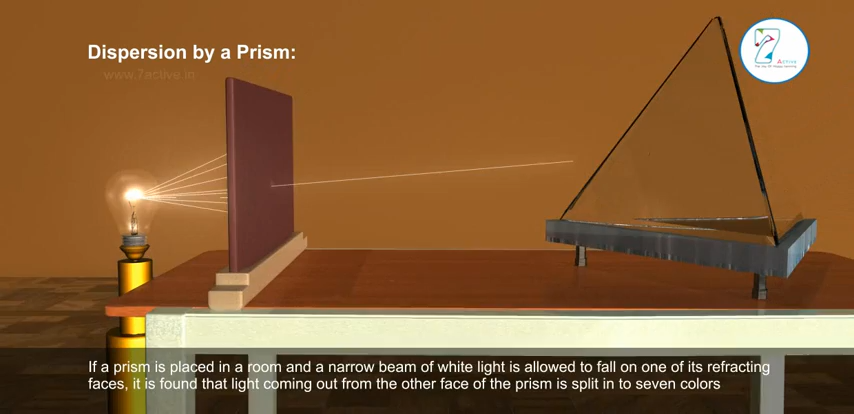 Dispersion by a Prism:
www.7active.in
7
Active
If a prism is placed in a room and a narrow beam of white light is allowed to fall on one of its refracting
faces, it is found that light coming out from the other face of the prism is split in to seven colors